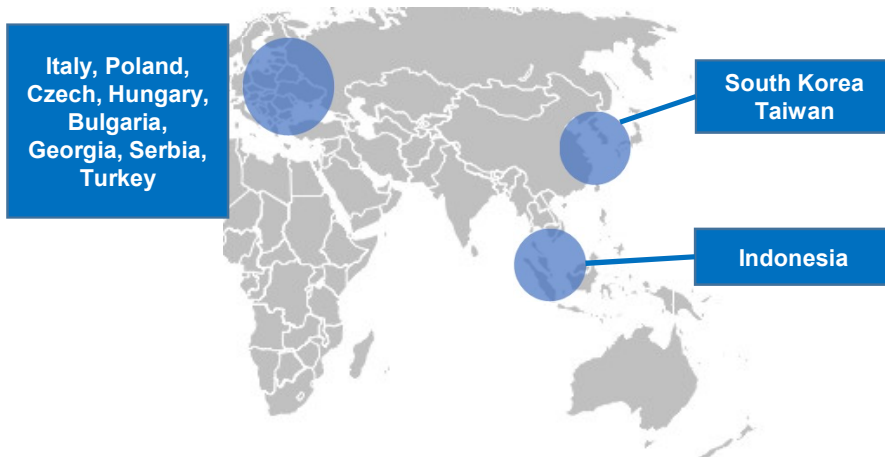 Italy, Poland,
Czech, Hungary,
Bulgaria,
Georgia, Serbia,
Turkey
South Korea
Taiwan
Indonesia